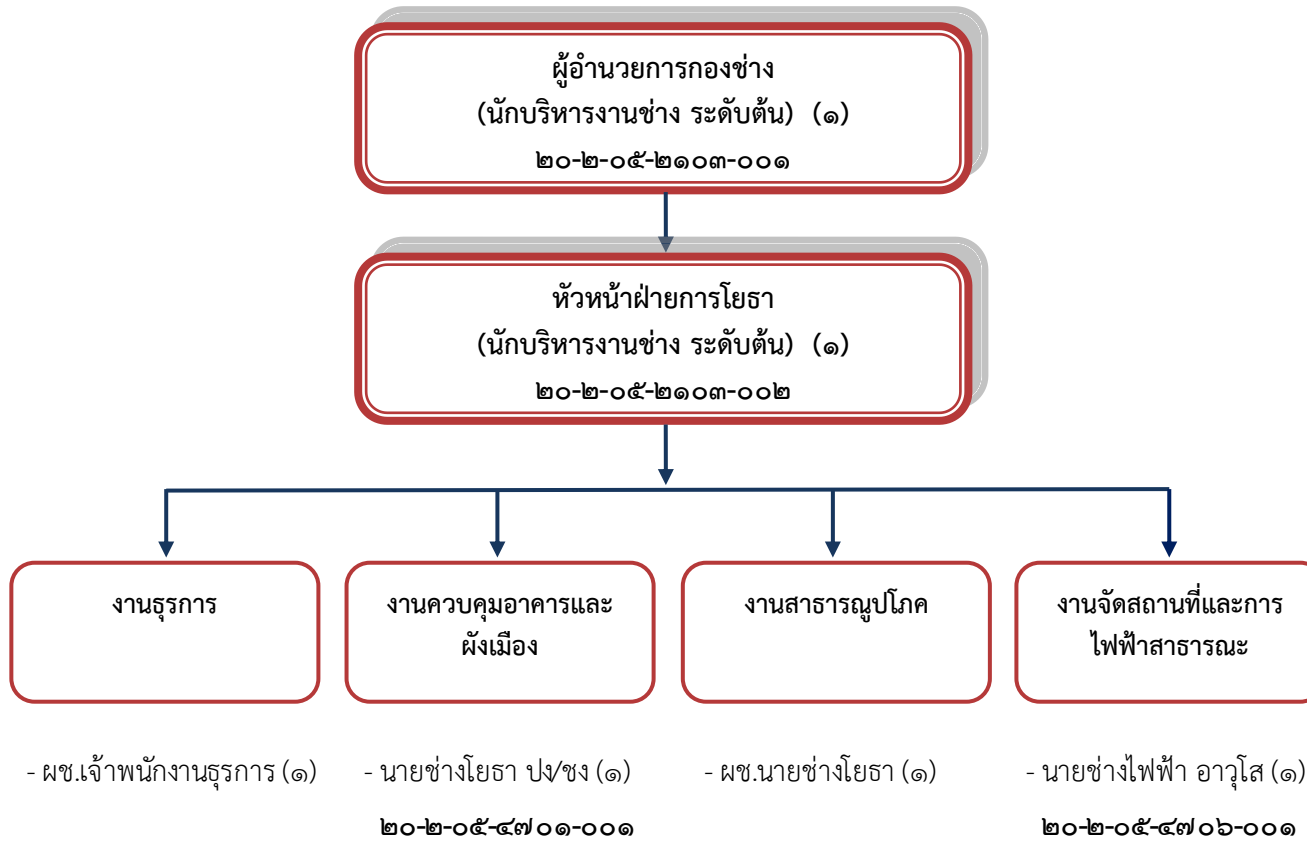 ผู้อำนวยการกองช่าง
(นักบริหารงานช่าง ระดับต้น) (๑)
๒๐-๒-๐๕-๒๑๐๓-๐๐๑
หัวหน้าฝ่ายการโยธา
(นักบริหารงานช่าง ระดับต้น) (๑)
๒๐-๒-๐๕-๒๑๐๓-๐๐๒
งานธุรการ
งานควบคุมอาคารและ
ผังเมือง
งานสาธารณูปโภค
งานจัดสถานที่และการ
ไฟฟ้าสาธารณะ
- ผช.เจ้าพนักงานธุรการ (๑)
- นายช่างโยธา ปง/ชง (๑)
๒๐-๒-๐๕-๔๗๐๑-๐๐๑
- ผช.นายช่างโยธา (๑)
- นายช่างไฟฟ้า อาวุโส (๑)
๒๐-๒-๐๕-๔๗๐๖-๐๐๑